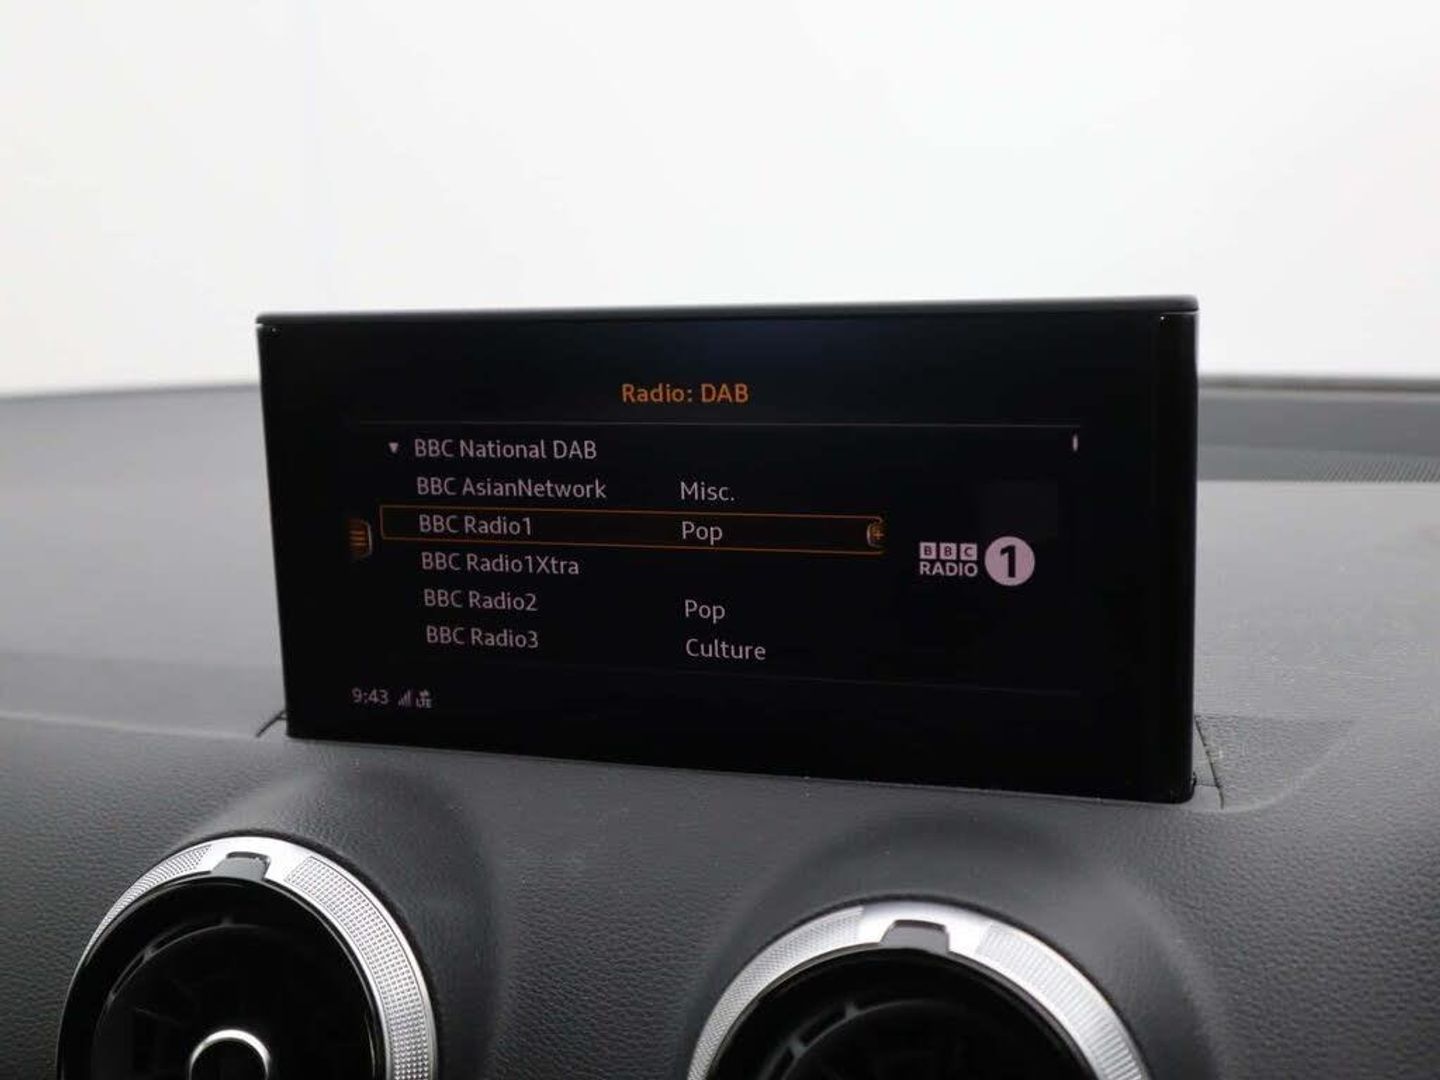 Radio: DAB
BBC National DAB
BBC AsianNetwork Misc.
BBC Radio1 Pop
BBC Radio1Xtra
BBC Radio2 Pop
BBC Radio3 Culture
BBC
RADIO 1
9:43 LTE